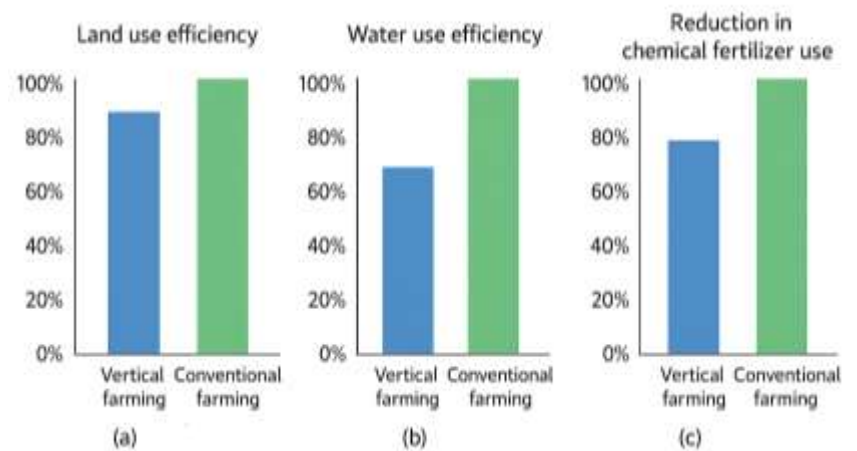 Land use efficiency
100%
80%
60%
40%
20%
0%
Vertical farming
Conventional farming
(a)
Water use efficiency
100%
80%
60%
40%
20%
0%
Vertical farming
Conventional farming
(b)
Reduction in
chemical fertilizer use
100%
80%
60%
40%
20%
0%
Vertical farming
Conventional farming
(c)